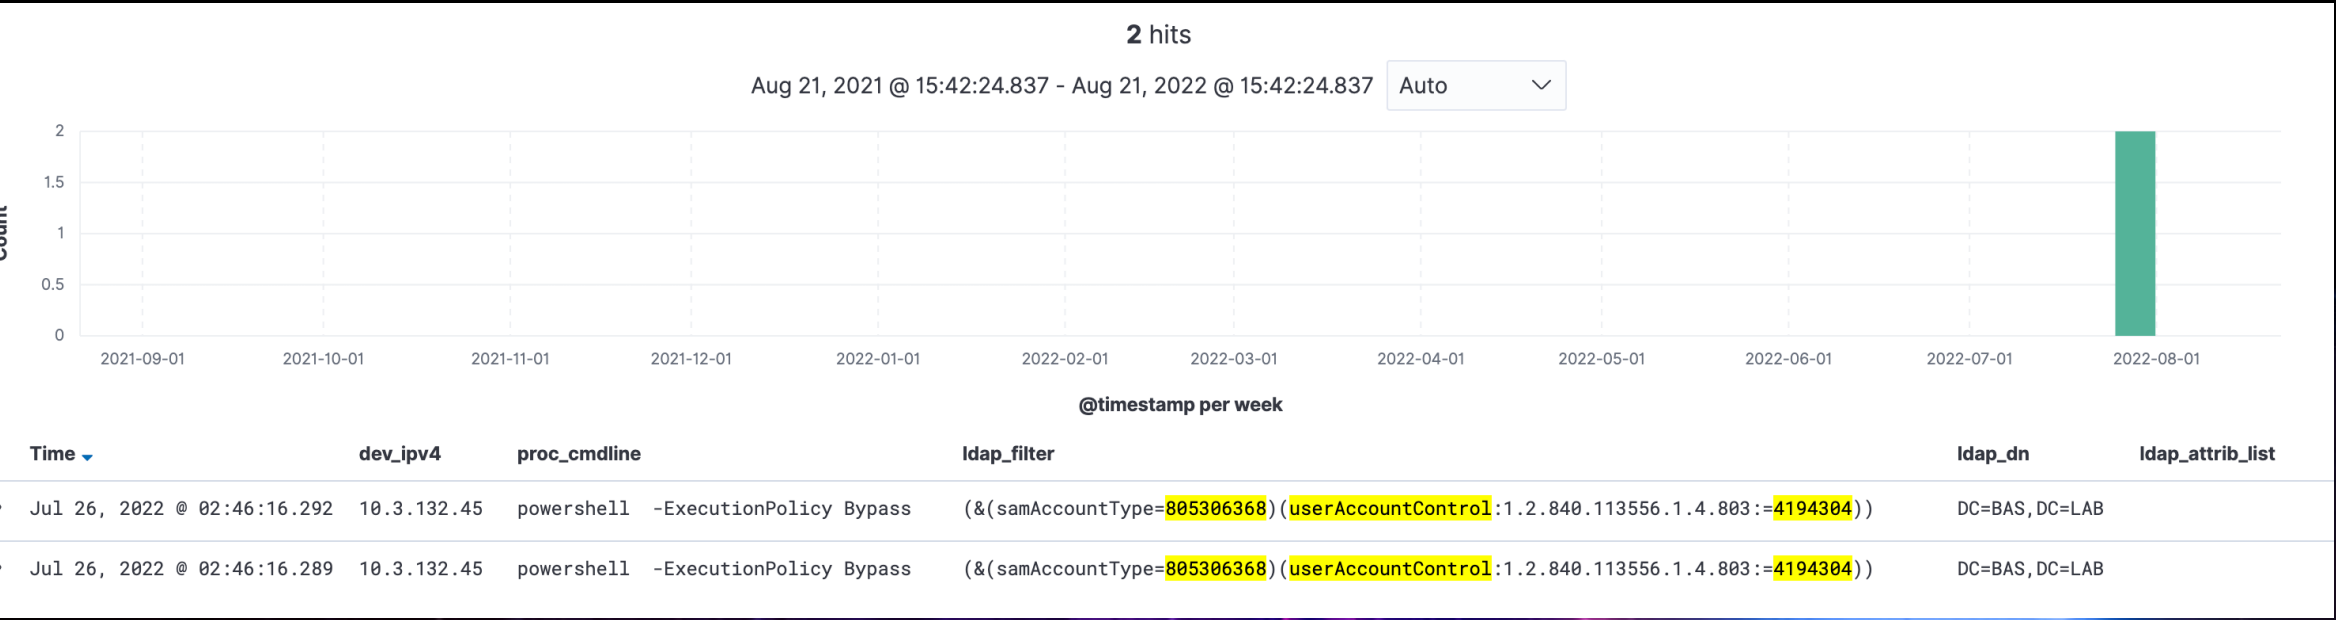 2 hits
Aug 21, 2021 @ 15:42:24.837 - Aug 21, 2022 @ 15:42:24.837 Auto
2
1.5
1
0.5
0
Count
2021-09-01 2021-10-01 2021-11-01 2021-12-01 2022-01-01 2022-02-01 2022-03-01 2022-04-01 2022-05-01 2022-06-01 2022-07-01 2022-08-01
@timestamp per week
Time dev_ipv4 proc_cmdline ldap_filter ldap_dn ldap_attrib_list
Jul 26, 2022 @ 02:46:16.292 10.3.132.45 powershell -ExecutionPolicy Bypass (&(samAccountType=805306368)(userAccountControl:1.2.840.113556.1.4.803:=4194304)) DC=BAS,DC=LAB
Jul 26, 2022 @ 02:46:16.289 10.3.132.45 powershell -ExecutionPolicy Bypass (&(samAccountType=805306368)(userAccountControl:1.2.840.113556.1.4.803:=4194304)) DC=BAS,DC=LAB